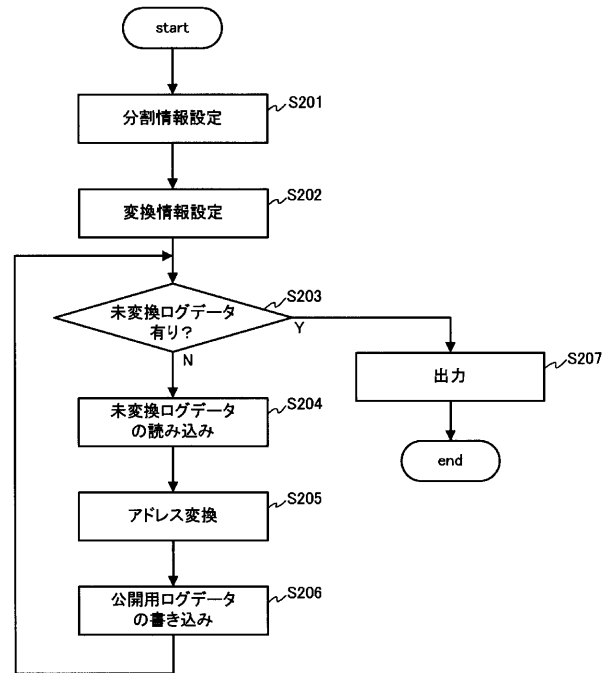 start
分割情報設定
S201
変換情報設定
S202
未変換ログデータ
有り?
S203
Y
N
出力
S207
未変換ログデータ
の読み込み
S204
end
アドレス変換
S205
公開用ログデータ
の書き込み
S206